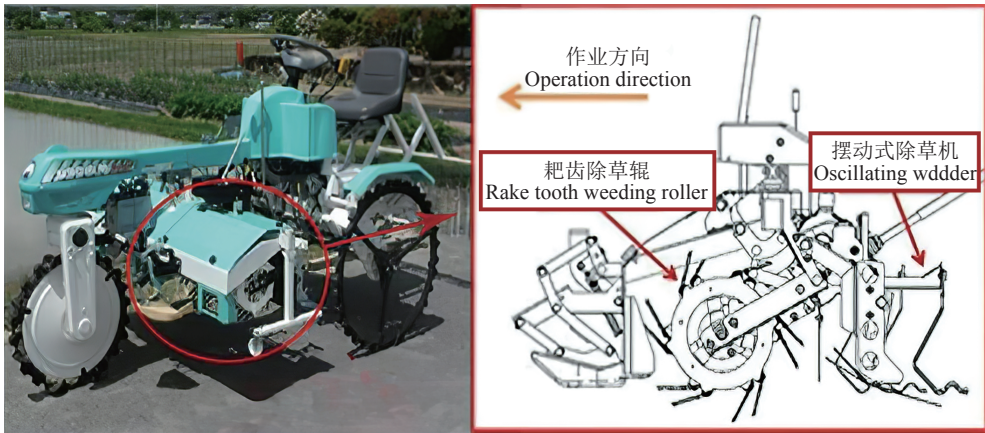 作业方向
Operation direction
耙齿除草辊
Rake tooth weeding roller
摆动式除草机
Oscillating wddder